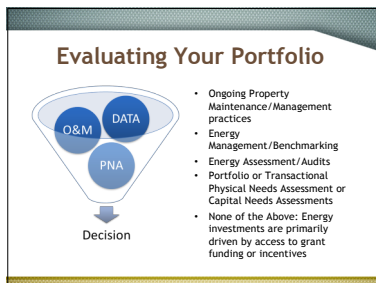 Evaluating Your Portfolio
O&M
DATA
PNA
Decision
• Ongoing Property
Maintenance/Management
practices
• Energy
Management/Benchmarking
• Energy Assessment/Audits
• Portfolio or Transactional
Physical Needs Assessment or
Capital Needs Assessments
• None of the Above: Energy
investments are primarily
driven by access to grant
funding or incentives